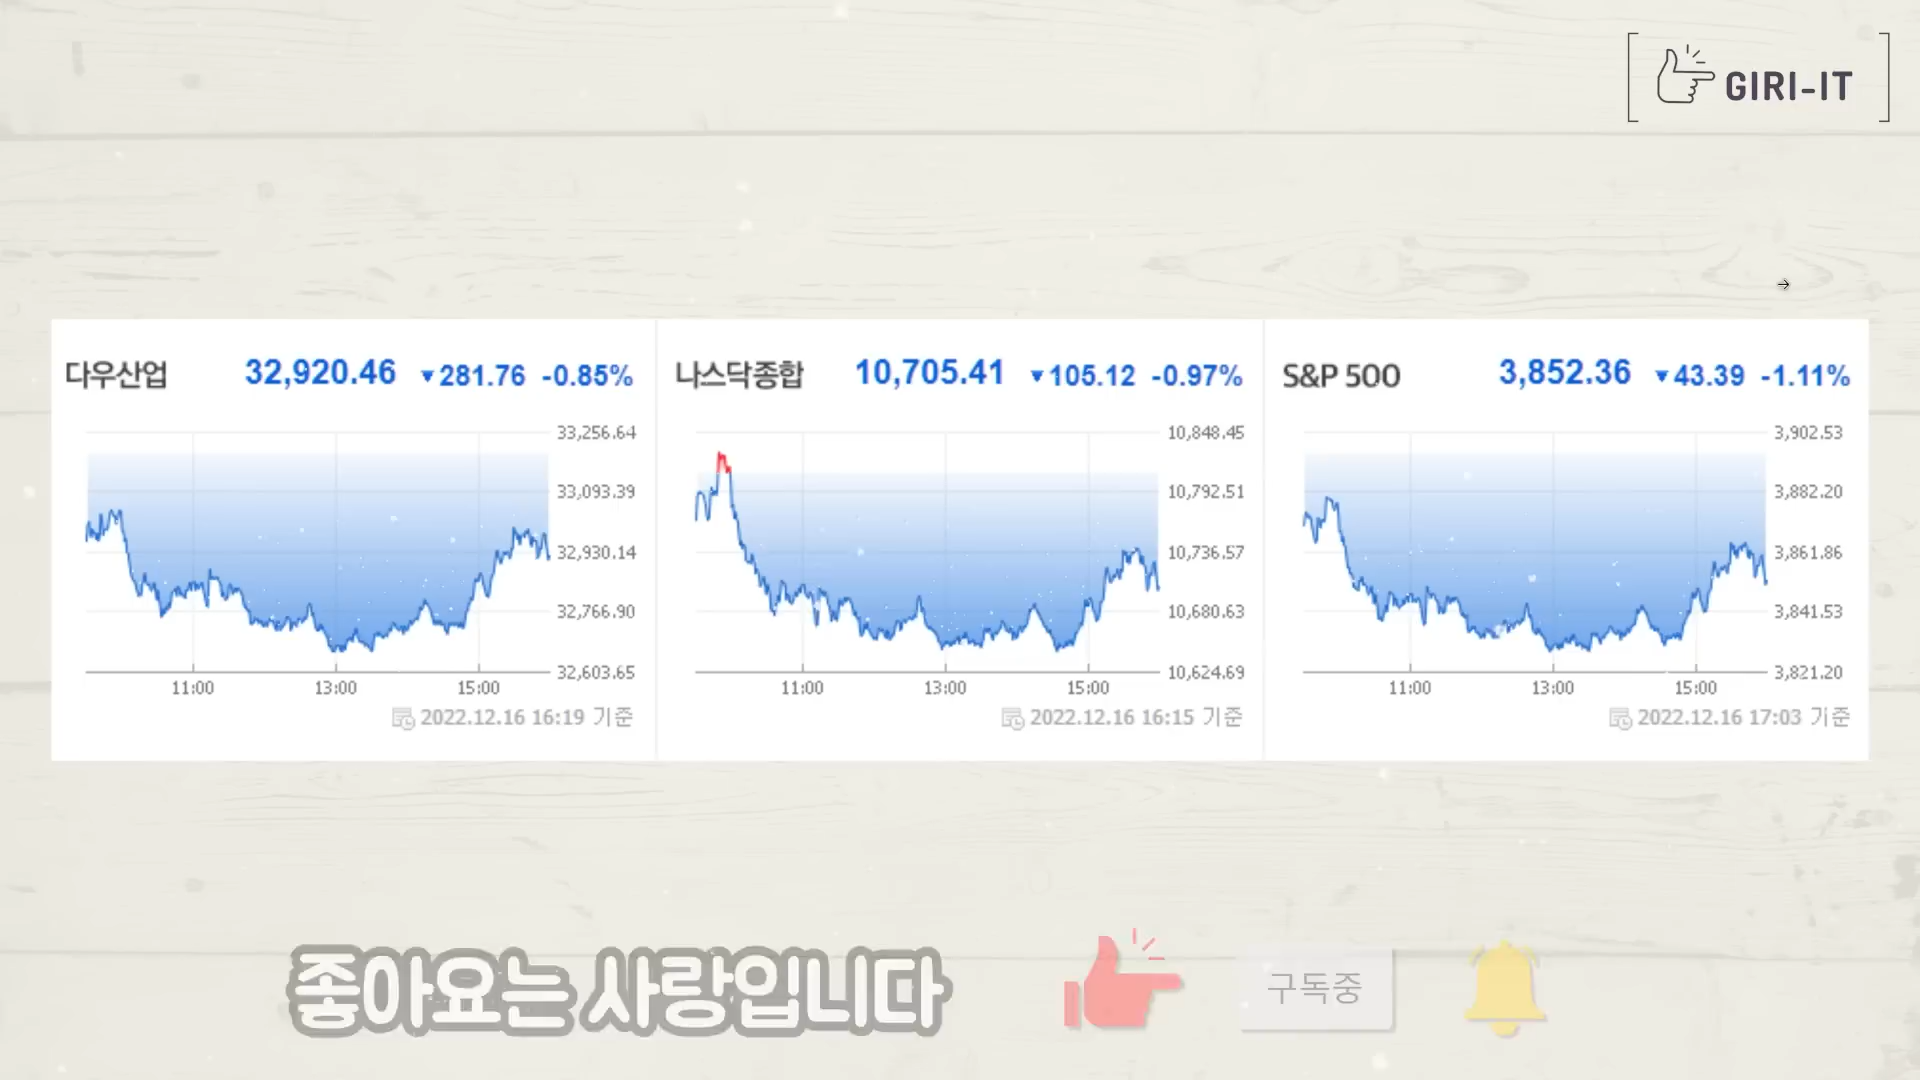 GIRI-IT
다우산업 32,920.46 ▼281.76 -0.85%
33,256.64
33,093.39
32,930.14
32,766.90
32,603.65
11:00 13:00 15:00
2022.12.16 16:19 기준
나스닥종합 10,705.41 ▼105.12 -0.97%
10,848.45
10,792.51
10,736.57
10,680.63
10,624.69
11:00 13:00 15:00
2022.12.16 16:15 기준
S&P 500 3,852.36 ▼43.39 -1.11%
3,902.53
3,882.20
3,861.86
3,841.53
3,821.20
11:00 13:00 15:00
2022.12.16 17:03 기준
좋아요는 사랑입니다
구독중